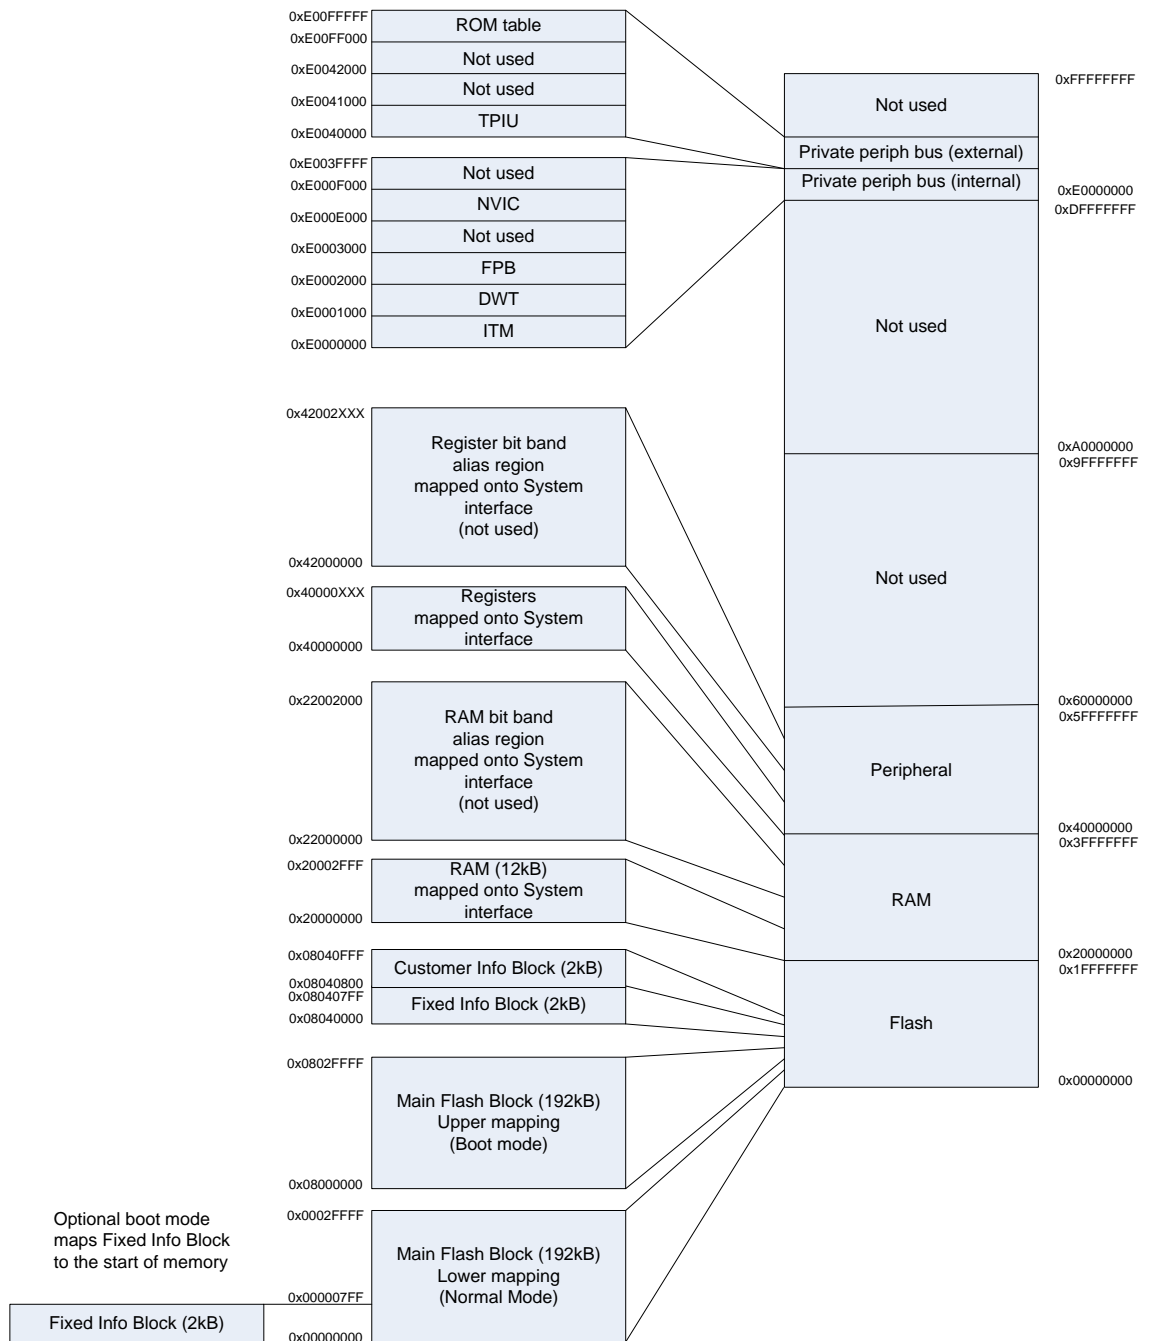 0xE00FFFFF
ROM table
0xE00FF000
Not used
0xE0042000
Not used
0xE0041000
TPIU
0xE0040000
0xE003FFFF
Not used
0xE000F000
NVIC
0xE000E000
Not used
0xE0003000
FPB
0xE0002000
DWT
0xE0001000
ITM
0xE0000000
0x42002XXX
Register bit band
alias region
mapped onto System
interface
(not used)
0x42000000
0x40000XXX
Registers
mapped onto System
interface
0x40000000
0x22002000
RAM bit band
alias region
mapped onto System
interface
(not used)
0x22000000
0x20002FFF
RAM (12kB)
mapped onto System
interface
0x20000000
0x08040FFF
Customer Info Block (2kB)
0x08040800
0x080407FF
Fixed Info Block (2kB)
0x08040000
0x0802FFFF
Main Flash Block (192kB)
Upper mapping
(Boot mode)
0x08000000
0x0002FFFF
Main Flash Block (192kB)
Lower mapping
(Normal Mode)
0x000007FF
0x00000000
Optional boot mode
maps Fixed Info Block
to the start of memory
Fixed Info Block (2kB)
0xFFFFFFFF
Not used
Private periph bus (external)
Private periph bus (internal)
0xE0000000
0xDFFFFFFF
Not used
0xA0000000
0x9FFFFFFF
Not used
0x60000000
0x5FFFFFFF
Peripheral
0x40000000
0x3FFFFFFF
RAM
0x20000000
0x1FFFFFFF
Flash
0x00000000